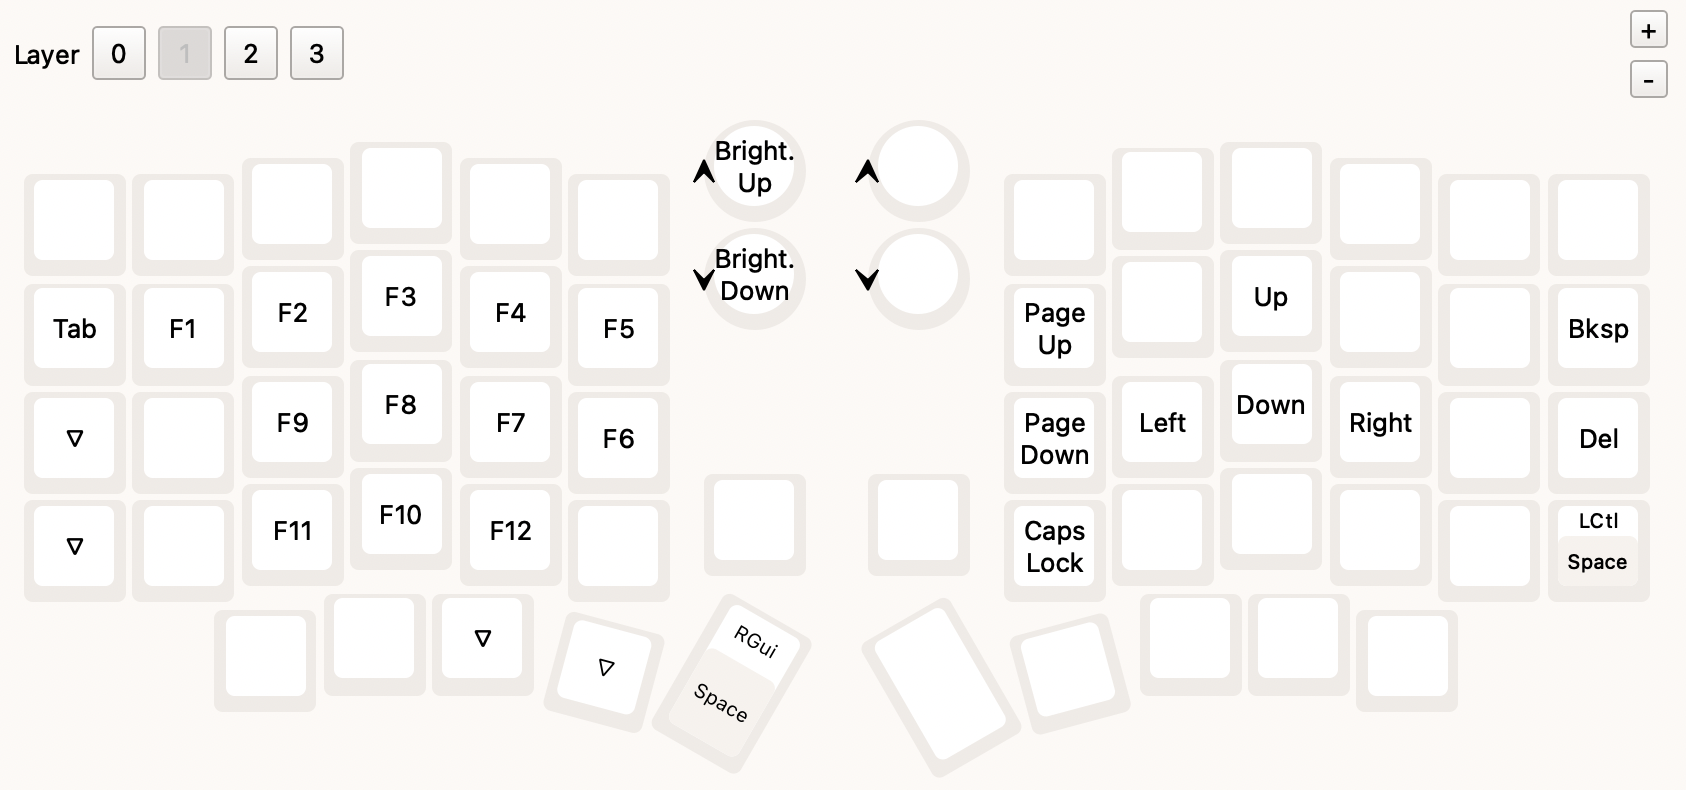 Layer 0 1 2 3
+
-
Bright.
Up
Bright.
Down
Tab F1 F2 F3 F4 F5
▽ F9 F8 F7 F6
▽ F11 F10 F12
▽ ▽
RGui
Space
Page
Up
Up
Bksp
Page
Down
Left Down Right
Del
Caps
Lock
LCtl
Space